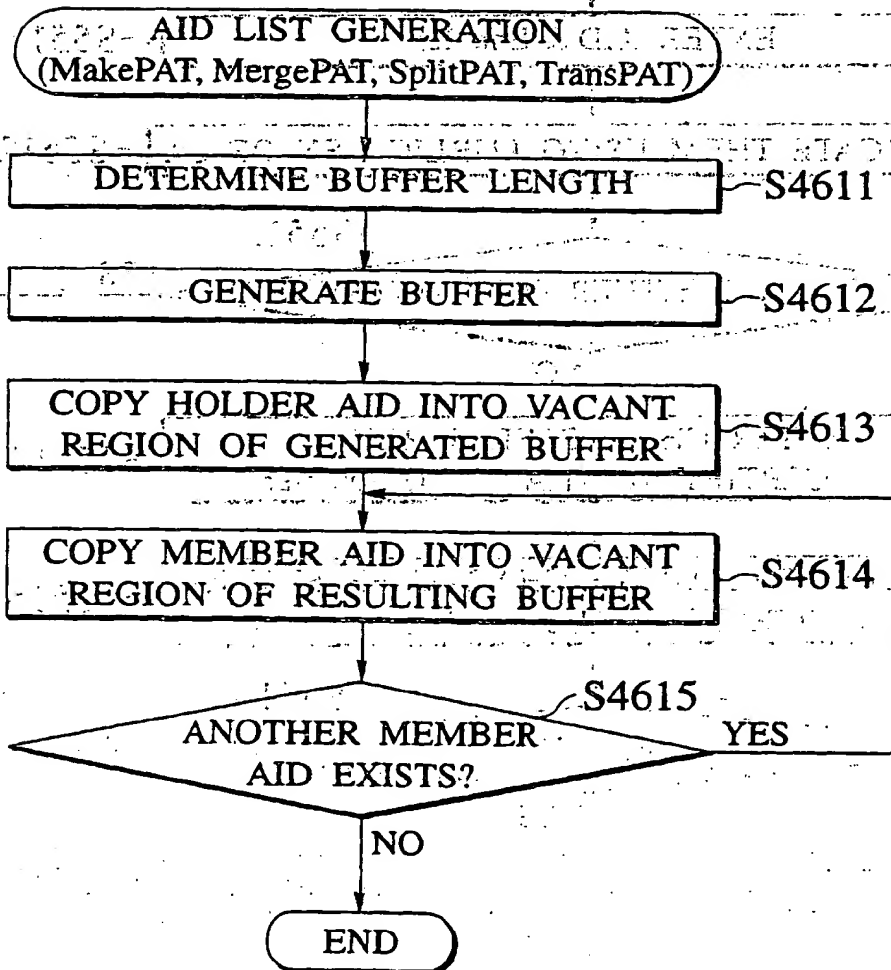 AID LIST GENERATION
(MakePAT, MergePAT, SplitPAT, TransPAT)
DETERMINE BUFFER LENGTH
S4611
GENERATE BUFFER
S4612
COPY HOLDER AID INTO VACANT
REGION OF GENERATED BUFFER
S4613
COPY MEMBER AID INTO VACANT
REGION OF RESULTING BUFFER
S4614
S4615
ANOTHER MEMBER
AID EXISTS?
YES
NO
END